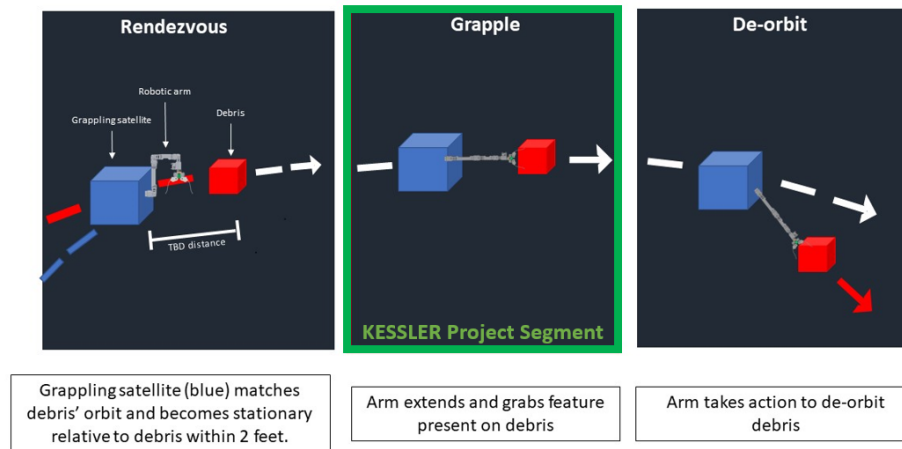 Rendezvous
Robotic arm
Grappling satellite
Debris
TBD distance
Grapple
KESSLER Project Segment
De-orbit
Grappling satellite (blue) matches
debris’ orbit and becomes stationary
relative to debris within 2 feet.
Arm extends and grabs feature
present on debris
Arm takes action to de-orbit
debris